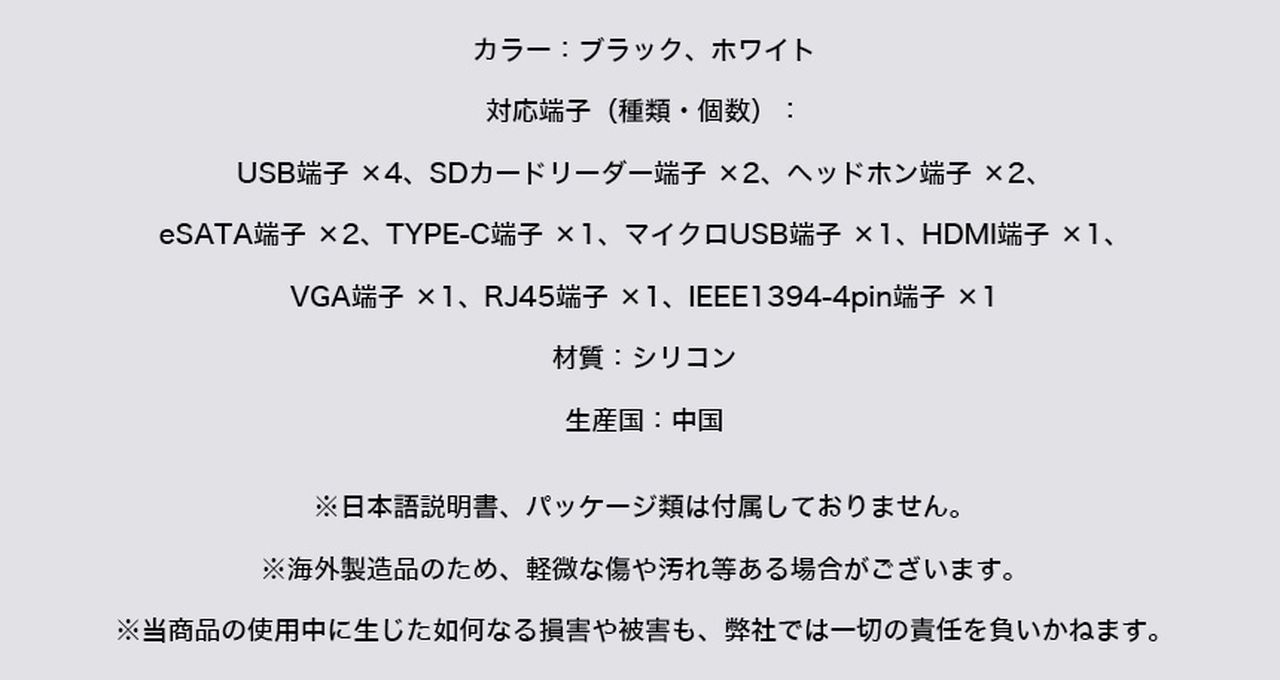 カラー：ブラック、ホワイト
対応端子（種類・個数）：
USB端子 ×4、SDカードリーダー端子 ×2、ヘッドホン端子 ×2、
eSATA端子 ×2、TYPE-C端子 ×1、マイクロUSB端子 ×1、HDMI端子 ×1、
VGA端子 ×1、RJ45端子 ×1、IEEE1394-4pin端子 ×1
材質：シリコン
生産国：中国
※日本語説明書、パッケージ類は付属しておりません。
※海外製造品のため、軽微な傷や汚れ等ある場合がございます。
※当商品の使用中に生じた如何なる損害や被害も、弊社では一切の責任を負いかねます。